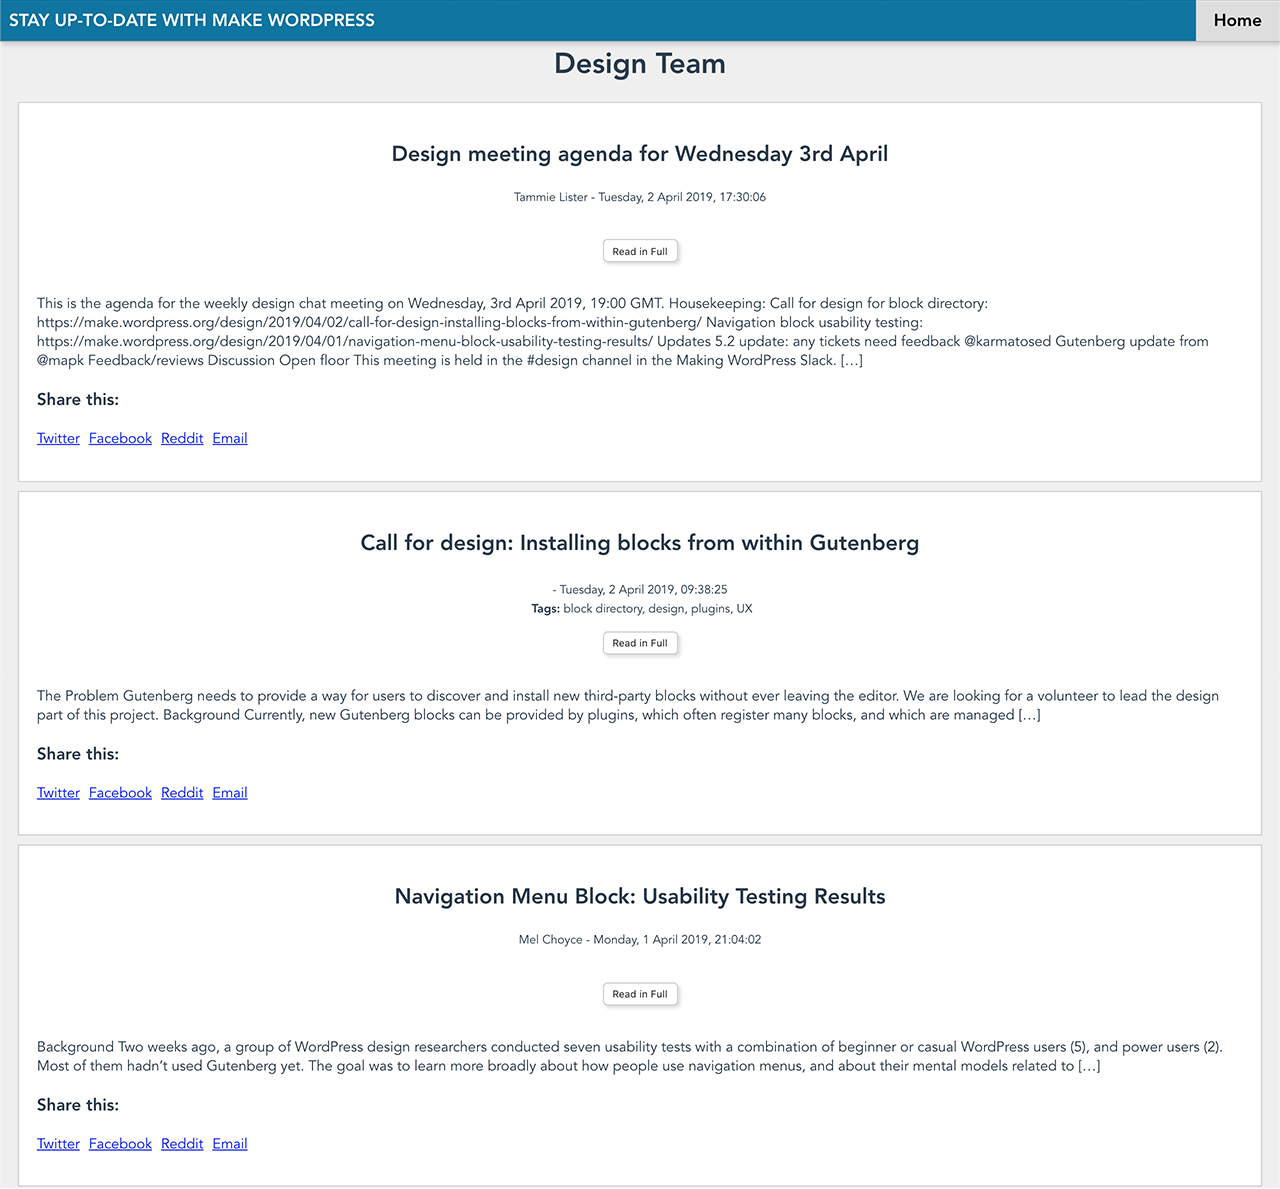 STAY UP-TO-DATE WITH MAKE WORDPRESS
Home
Design Team
Design meeting agenda for Wednesday 3rd April
Tammie Lister - Tuesday, 2 April 2019, 17:30:06
Read in Full
This is the agenda for the weekly design chat meeting on Wednesday, 3rd April 2019, 19:00 GMT. Housekeeping: Call for design for block directory:
https://make.wordpress.org/design/2019/04/02/call-for-design-installing-blocks-from-within-gutenberg/ Navigation block usability testing:
https://make.wordpress.org/design/2019/04/01/navigation-menu-block-usability-testing-results/ Updates 5.2 update: any tickets need feedback @karmatosed Gutenberg update from
@mapk Feedback/reviews Discussion Open floor This meeting is held in the #design channel in the Making WordPress Slack. […]
Share this:
Twitter Facebook Reddit Email
Call for design: Installing blocks from within Gutenberg
- Tuesday, 2 April 2019, 09:38:25
Tags: block directory, design, plugins, UX
Read in Full
The Problem Gutenberg needs to provide a way for users to discover and install new third-party blocks without ever leaving the editor. We are looking for a volunteer to lead the design
part of this project. Background Currently, new Gutenberg blocks can be provided by plugins, which often register many blocks, and which are managed […]
Share this:
Twitter Facebook Reddit Email
Navigation Menu Block: Usability Testing Results
Mel Choyce - Monday, 1 April 2019, 21:04:02
Read in Full
Background Two weeks ago, a group of WordPress design researchers conducted seven usability tests with a combination of beginner or casual WordPress users (5), and power users (2).
Most of them hadn’t used Gutenberg yet. The goal was to learn more broadly about how people use navigation menus, and about their mental models related to […]
Share this:
Twitter Facebook Reddit Email